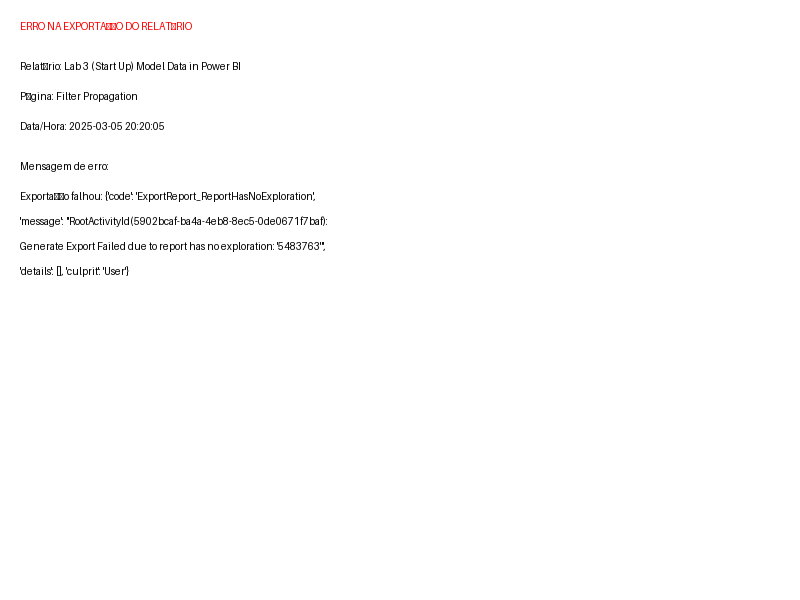 ERRO NA EXPORTA▯▯O DO RELAT▯RIO
Relat▯rio: Lab 3 (Start Up) Model Data in Power BI
P▯gina: Filter Propagation
Data/Hora: 2025-03-05 20:20:05
Mensagem de erro:
Exporta▯▯o falhou: {'code': 'ExportReport_ReportHasNoExploration',
'message': "RootActivityId(5902bcaf-ba4a-4eb8-8ec5-0de0671f7baf):
Generate Export Failed due to report has no exploration: '5483763'",
'details': [], 'culprit': 'User'}